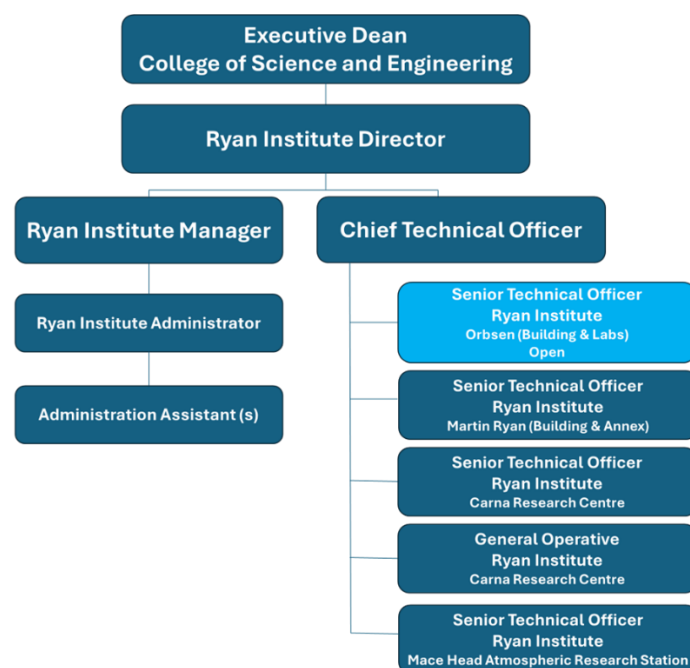 Executive Dean
College of Science and Engineering
Ryan Institute Director
Ryan Institute Manager
Chief Technical Officer
Ryan Institute Administrator
Administration Assistant (s)
Senior Technical Officer
Ryan Institute
Orbsen (Building & Labs)
Open
Senior Technical Officer
Ryan Institute
Martin Ryan (Building & Annex)
Senior Technical Officer
Ryan Institute
Carna Research Centre
General Operative
Ryan Institute
Carna Research Centre
Senior Technical Officer
Ryan Institute
Mace Head Atmospheric Research Station